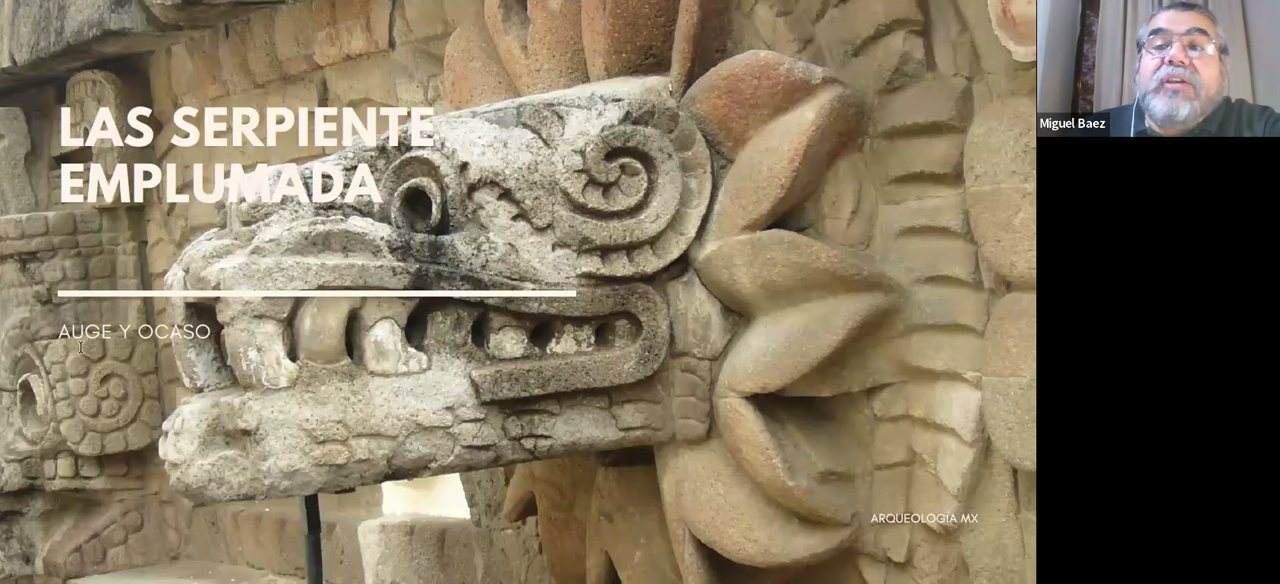 LAS SERPIENTE
EMPLUMADA
AUGE Y OCASO
ARQUEOLOGÍA MX
Miguel Baez